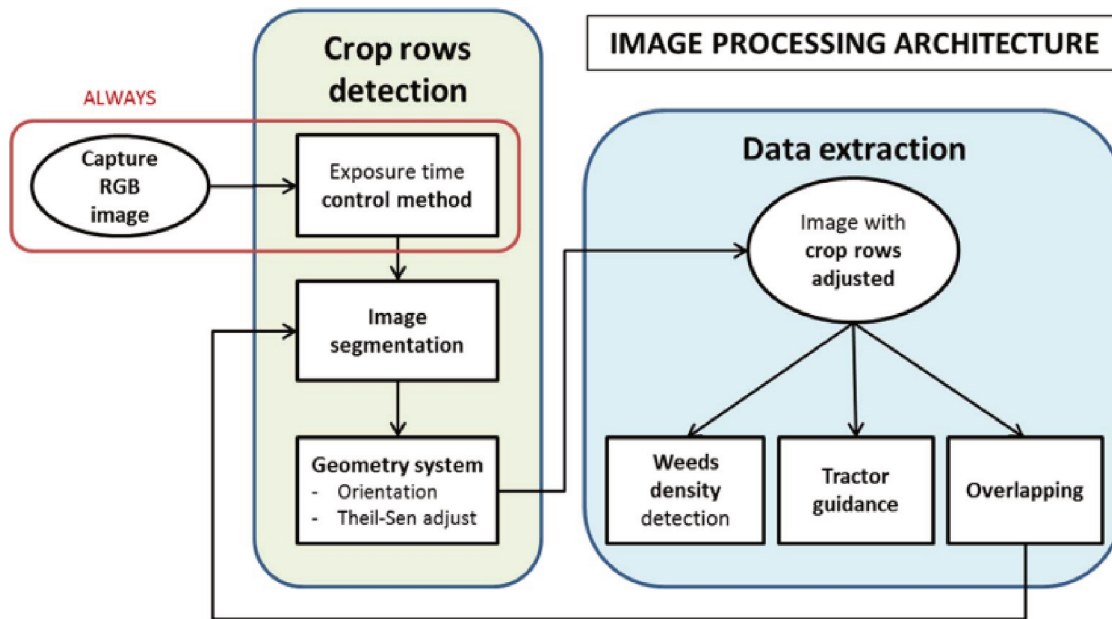 IMAGE PROCESSING ARCHITECTURE
Crop rows
detection
ALWAYS
Capture
RGB
image
Exposure time
control method
Image
segmentation
Geometry system
- Orientation
- Theil-Sen adjust
Data extraction
Image with
crop rows
adjusted
Weeds
density
detection
Tractor
guidance
Overlapping